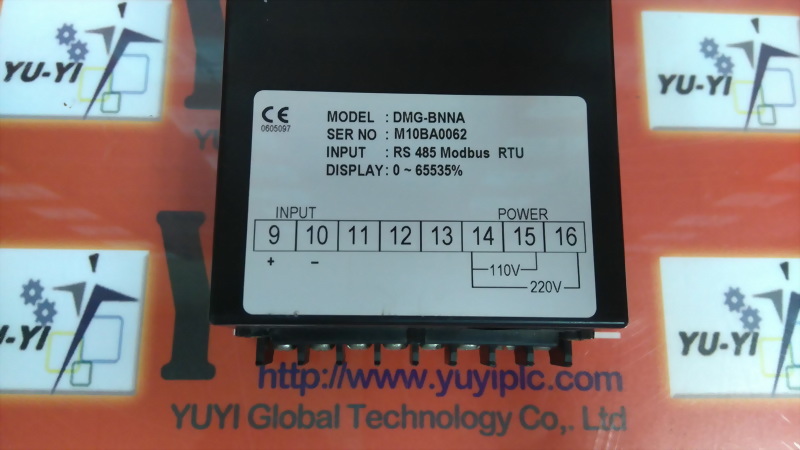 YU-YI
YU-YI
CE
0605097
MODEL : DMG-BNNA
SER NO : M10BA0062
INPUT : RS 485 Modbus RTU
DISPLAY : 0 ~ 65535%
INPUT POWER
9 10 11 12 13 14 15 16
+ −
110V
220V
YU-YI
YU-YI
http://www.yuyiplc.com
YUYI Global Technology Co,. Ltd